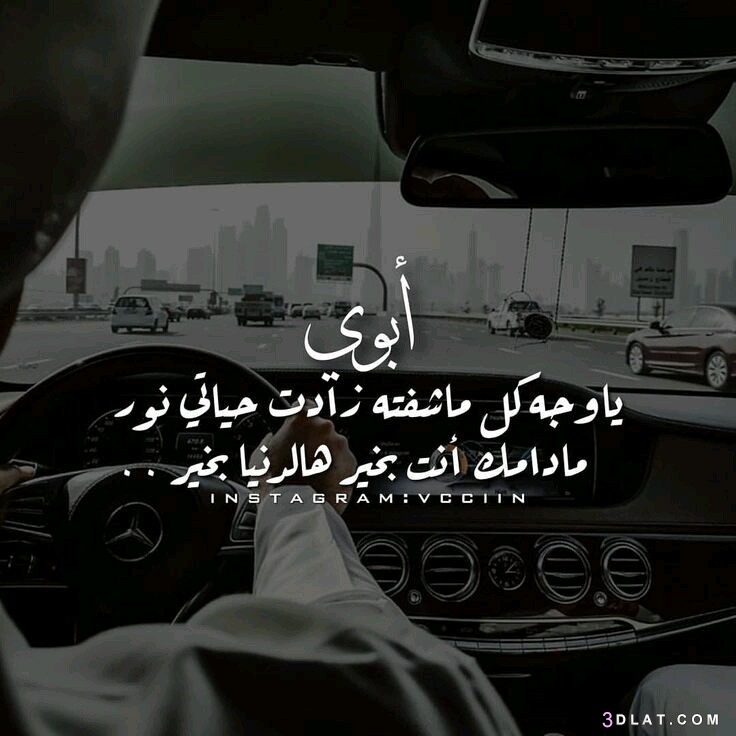 أبوي
ياوجه كل ماشفته زادت حياتي نور
مادامك أنت بخير هالدنيا بخير . .
INSTAGRAM:VCCIIN
3DLAT.COM